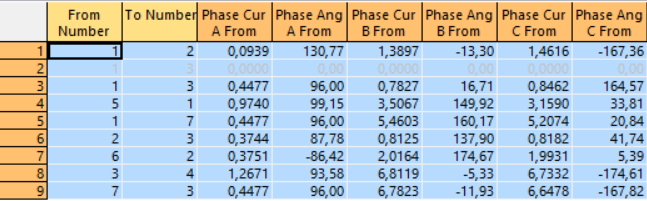 From Number To Number Phase Cur A From Phase Ang A From Phase Cur B From Phase Ang B From Phase Cur C From Phase Ang C From
1 1 2 0,0939 130,77 1,3897 -13,30 1,4616 -167,36
2 1 3 0,0000 0,00 0,0000 0,00 0,0000 0,00
3 1 3 0,4477 96,00 0,7827 16,71 0,8462 164,57
4 5 1 0,9740 99,15 3,5067 149,92 3,1590 33,81
5 1 7 0,4477 96,00 5,4603 160,17 5,2074 20,84
6 2 3 0,3744 87,78 0,8125 137,90 0,8182 41,74
7 6 2 0,3751 -86,42 2,0164 174,67 1,9931 5,39
8 3 4 1,2671 93,58 6,8119 -5,33 6,7332 -174,61
9 7 3 0,4477 96,00 6,7823 -11,93 6,6478 -167,82